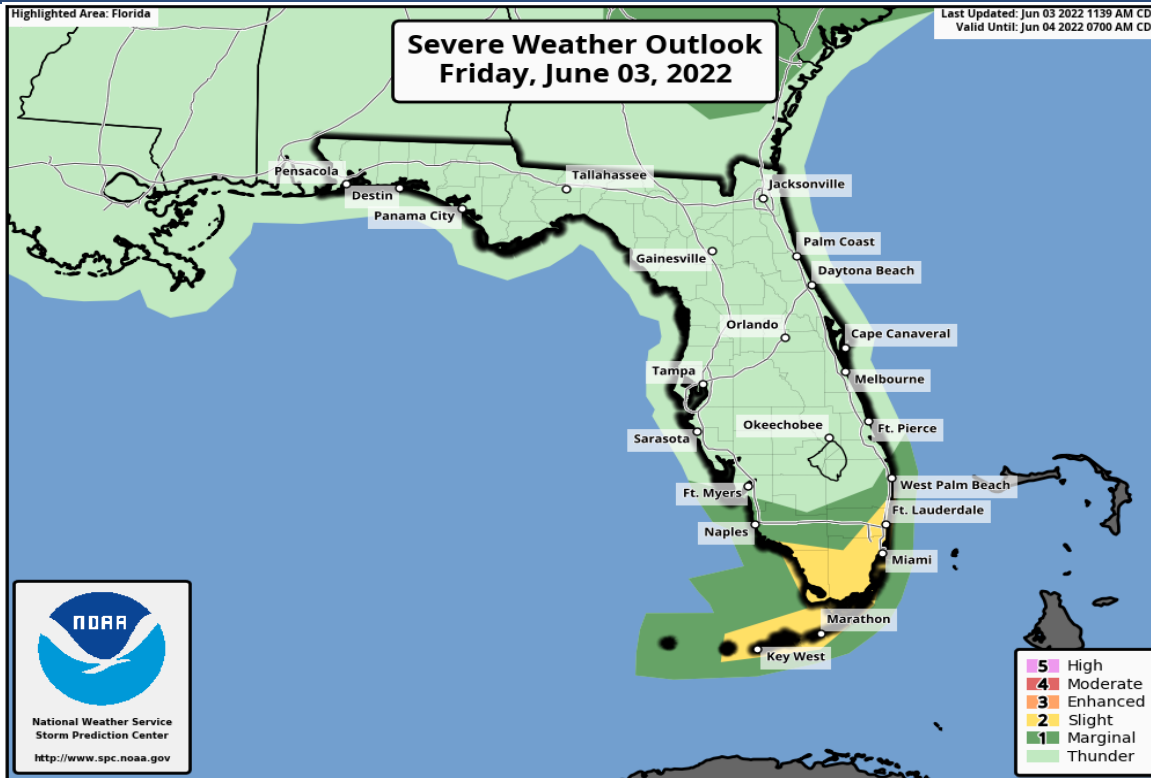 Highlighted Area: Florida
Last Updated: Jun 03 2022 1139 AM CD
Valid Until: Jun 04 2022 0700 AM CD
Severe Weather Outlook
Friday, June 03, 2022
Pensacola
Destin
Panama City
Tallahassee
Jacksonville
Gainesville
Palm Coast
Daytona Beach
Orlando
Cape Canaveral
Tampa
Melbourne
Okeechobee
Ft. Pierce
Sarasota
Ft. Myers
West Palm Beach
Ft. Lauderdale
Naples
Miami
Marathon
Key West
NOAA
National Weather Service
Storm Prediction Center
http://www.spc.noaa.gov
5 High
4 Moderate
3 Enhanced
2 Slight
1 Marginal
Thunder